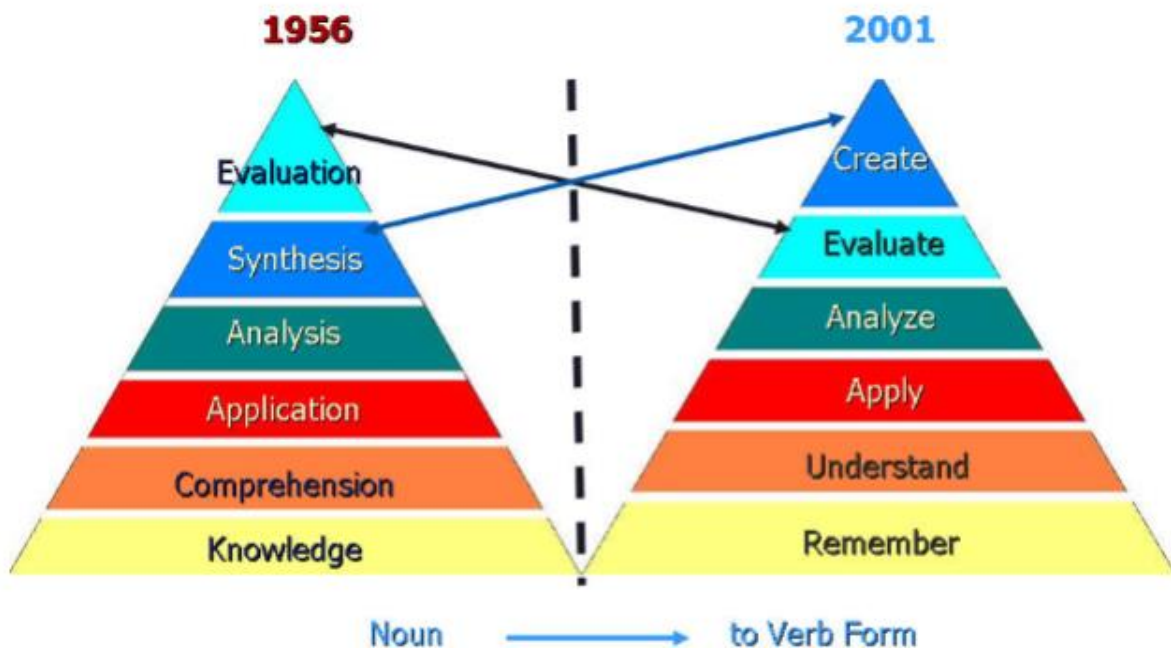 1956
2001
Evaluation
Synthesis
Analysis
Application
Comprehension
Knowledge
Create
Evaluate
Analyze
Apply
Understand
Remember
Noun to Verb Form